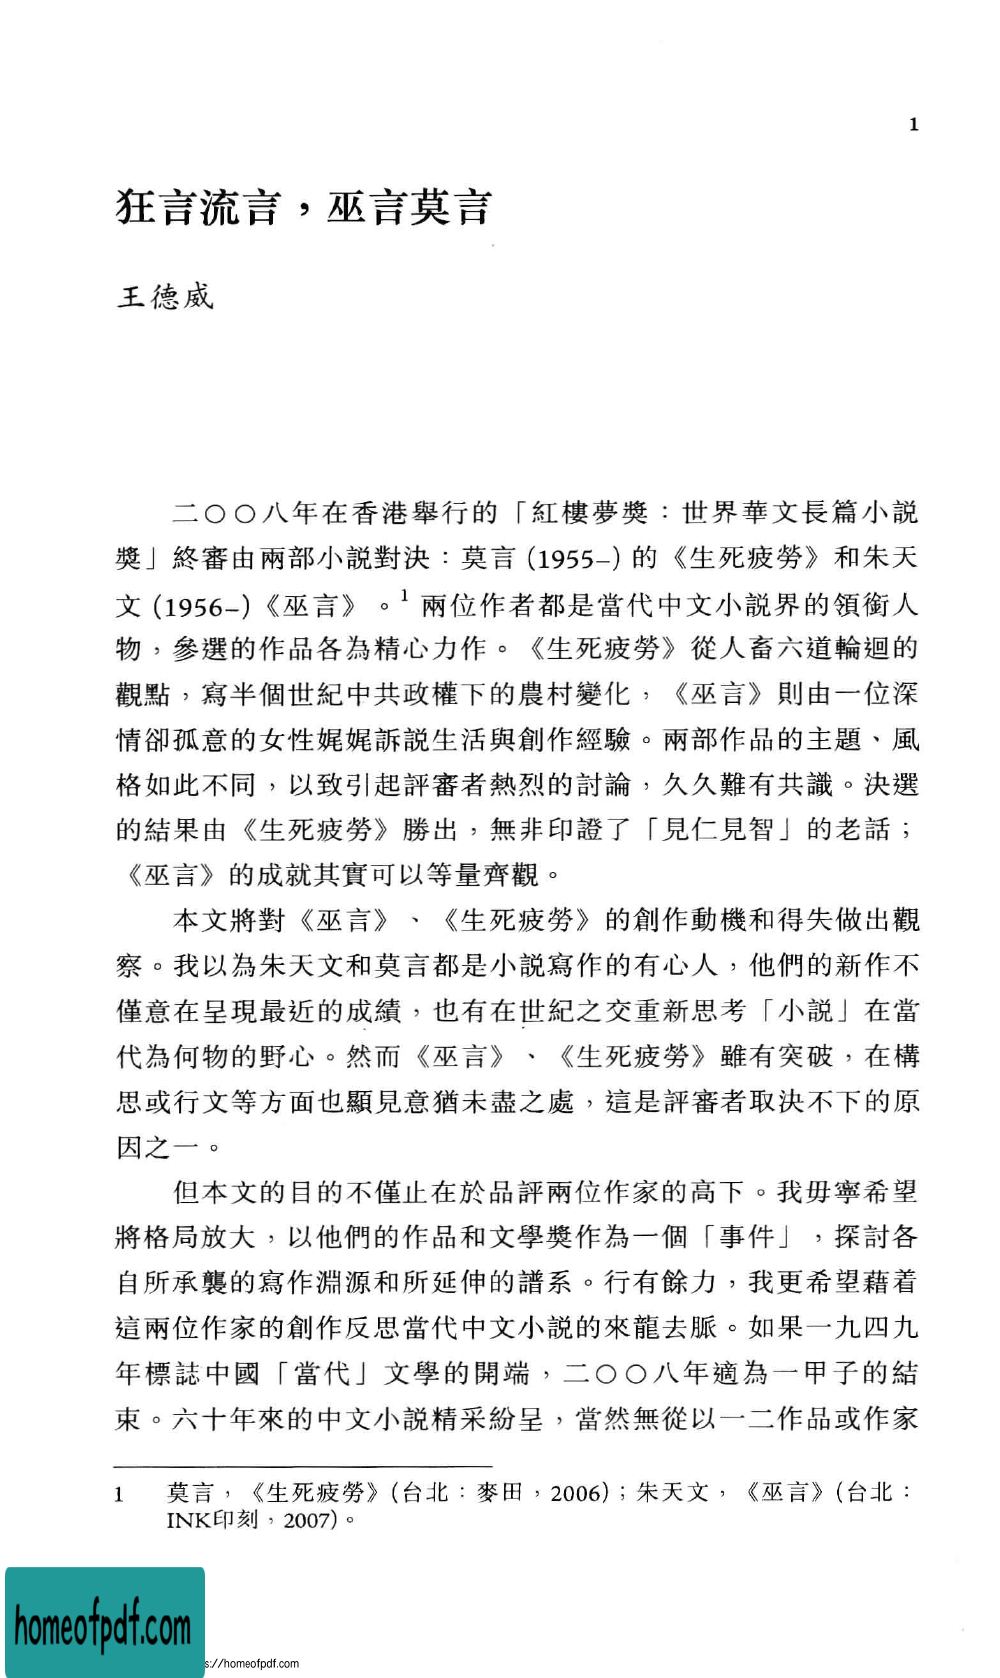 1
狂言流言，巫言莫言
王德威
二〇〇八年在香港舉行的「紅樓夢獎：世界華文長篇小説
獎」終審由兩部小説對決：莫言 (1955–) 的《生死疲勞》和朱天
文 (1956–)《巫言》。1 兩位作者都是當代中文小説界的領銜人
物，參選的作品各為精心力作。《生死疲勞》從人畜六道輪迴的
觀點，寫半個世紀中共政權下的農村變化，《巫言》則由一位深
情卻孤意的女性娓娓訴説生活與創作經驗。兩部作品的主題、風
格如此不同，以致引起評審者熱烈的討論，久久難有共識。決選
的結果由《生死疲勞》勝出，無非印證了「見仁見智」的老話；
《巫言》的成就其實可以等量齊觀。
本文將對《巫言》、《生死疲勞》的創作動機和得失做出觀
察。我以為朱天文和莫言都是小説寫作的有心人，他們的新作不
僅意在呈現最近的成績，也有在世紀之交重新思考「小説」在當
代為何物的野心。然而《巫言》、《生死疲勞》雖有突破，在構
思或行文等方面也顯見意猶未盡之處，這是評審者取決不下的原
因之一。
但本文的目的不僅止在於品評兩位作家的高下。我毋寧希望
將格局放大，以他們的作品和文學獎作為一個「事件」，探討各
自所承襲的寫作淵源和所延伸的譜系。行有餘力，我更希望藉着
這兩位作家的創作反思當代中文小説的來龍去脈。如果一九四九
年標誌中國「當代」文學的開端，二〇〇八年適為一甲子的結
束。六十年來的中文小説精采紛呈，當然無從以一二作品或作家
1 莫言，《生死疲勞》(台北：麥田，2006)；朱天文，《巫言》(台北：
INK印刻，2007)。
homeofpdf.com
s://homeofpdf.com